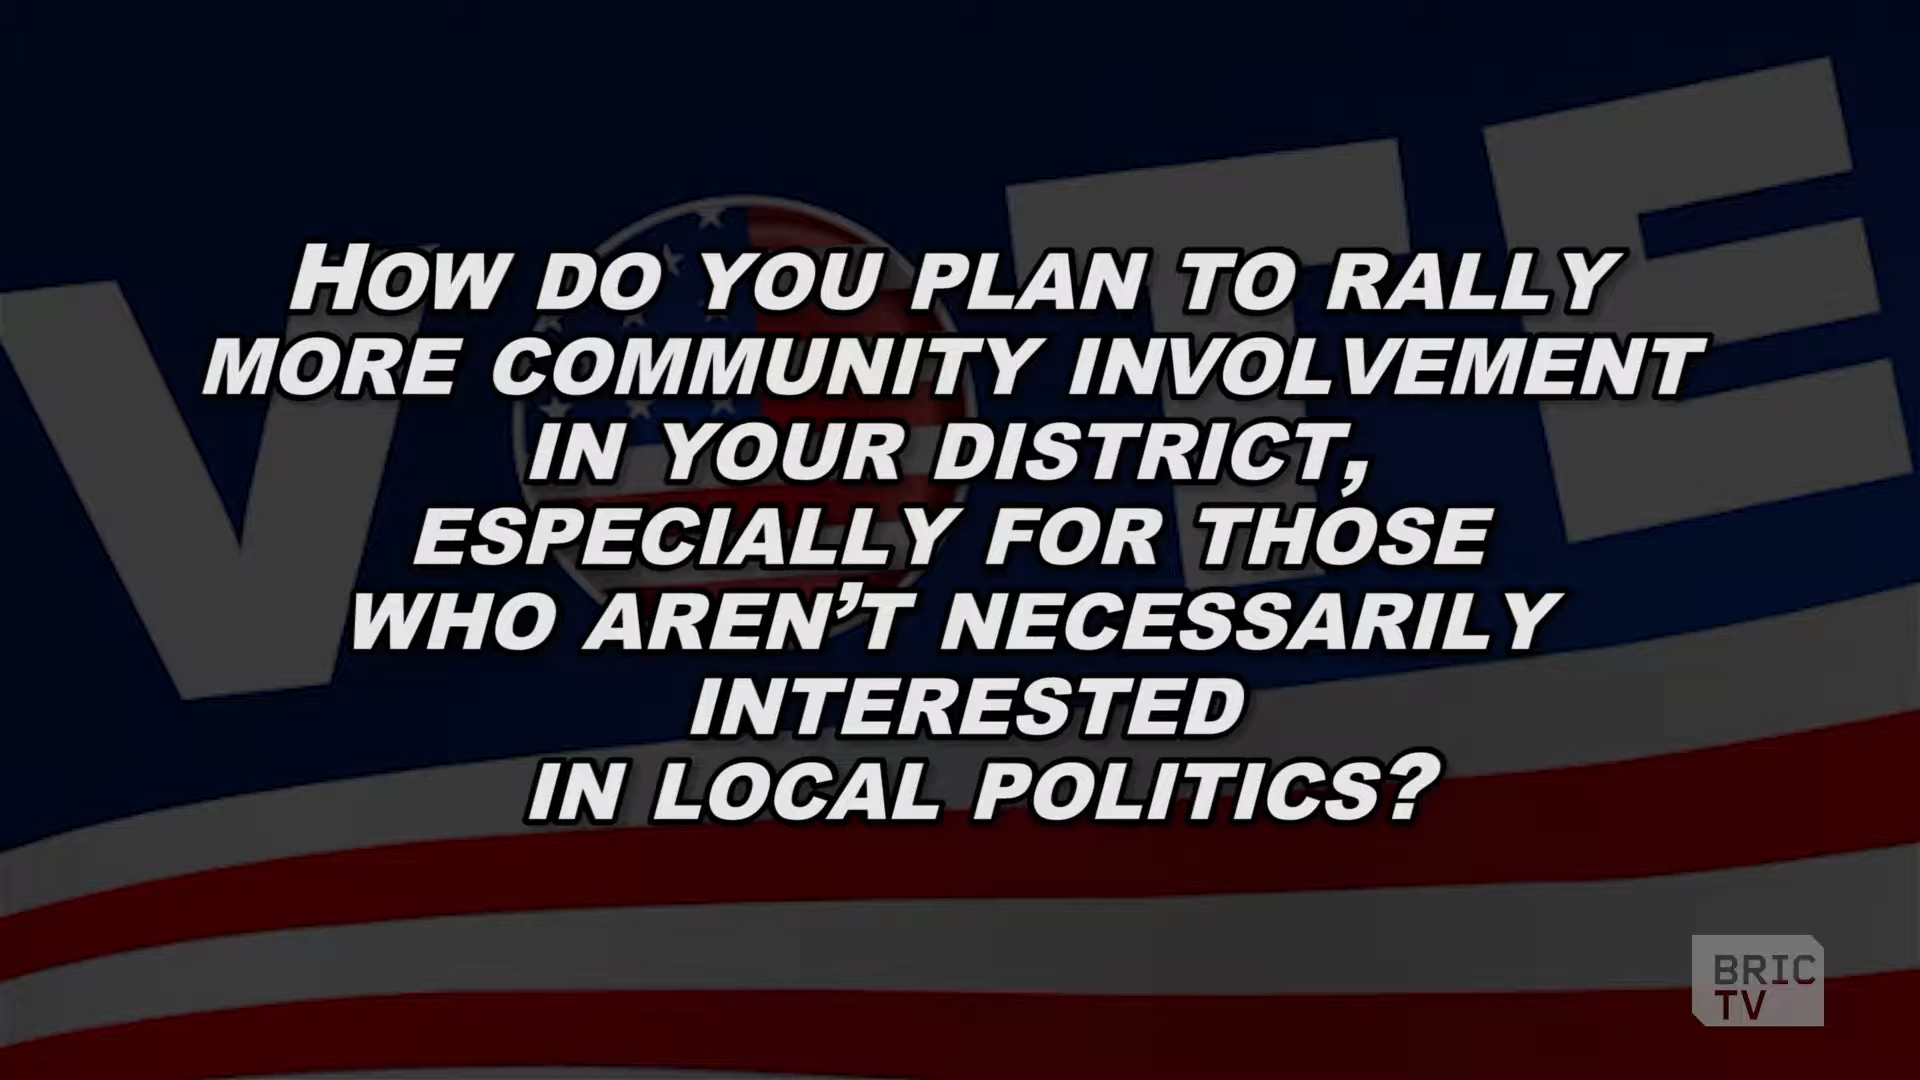 VOTE
HOW DO YOU PLAN TO RALLY
MORE COMMUNITY INVOLVEMENT
IN YOUR DISTRICT,
ESPECIALLY FOR THOSE
WHO AREN'T NECESSARILY
INTERESTED
IN LOCAL POLITICS?
BRIC
TV